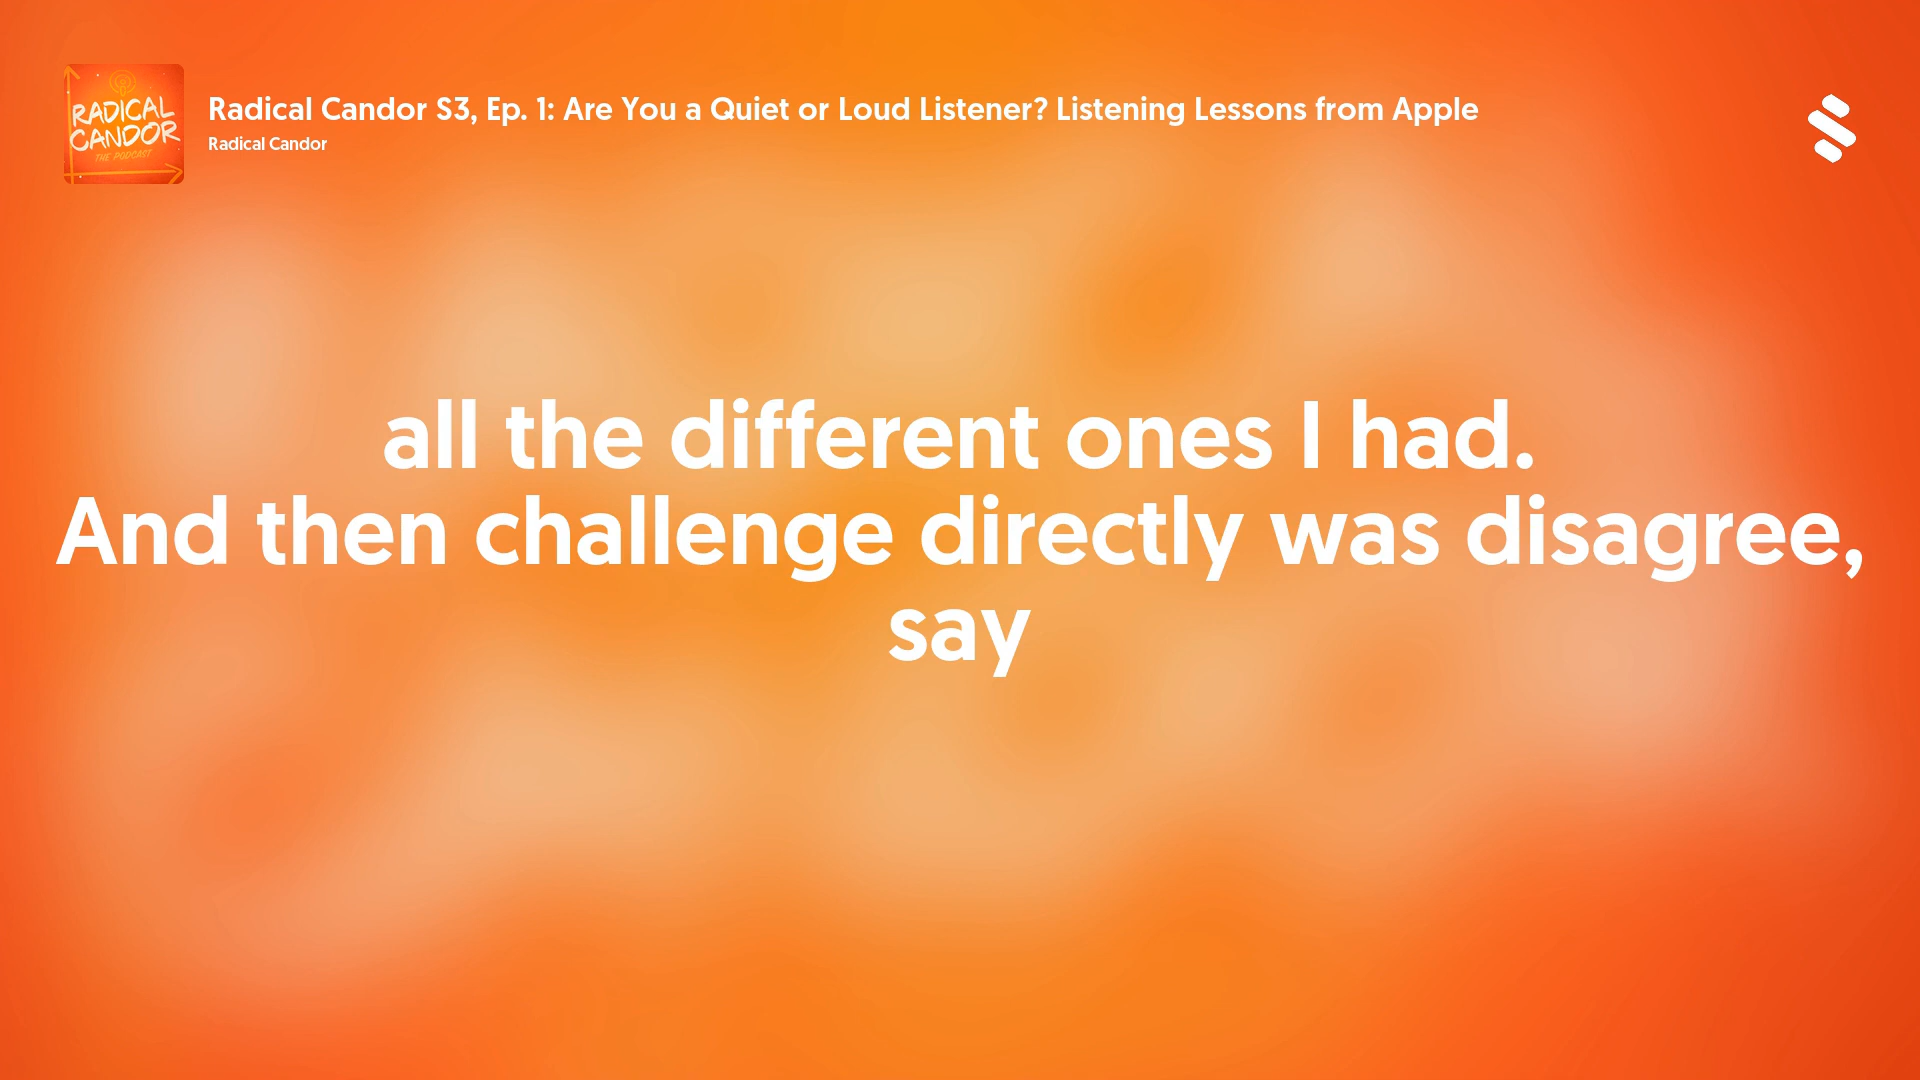 RADICAL
CANDOR
THE PODCAST
Radical Candor S3, Ep. 1: Are You a Quiet or Loud Listener? Listening Lessons from Apple
Radical Candor
all the different ones I had.
And then challenge directly was disagree,
say